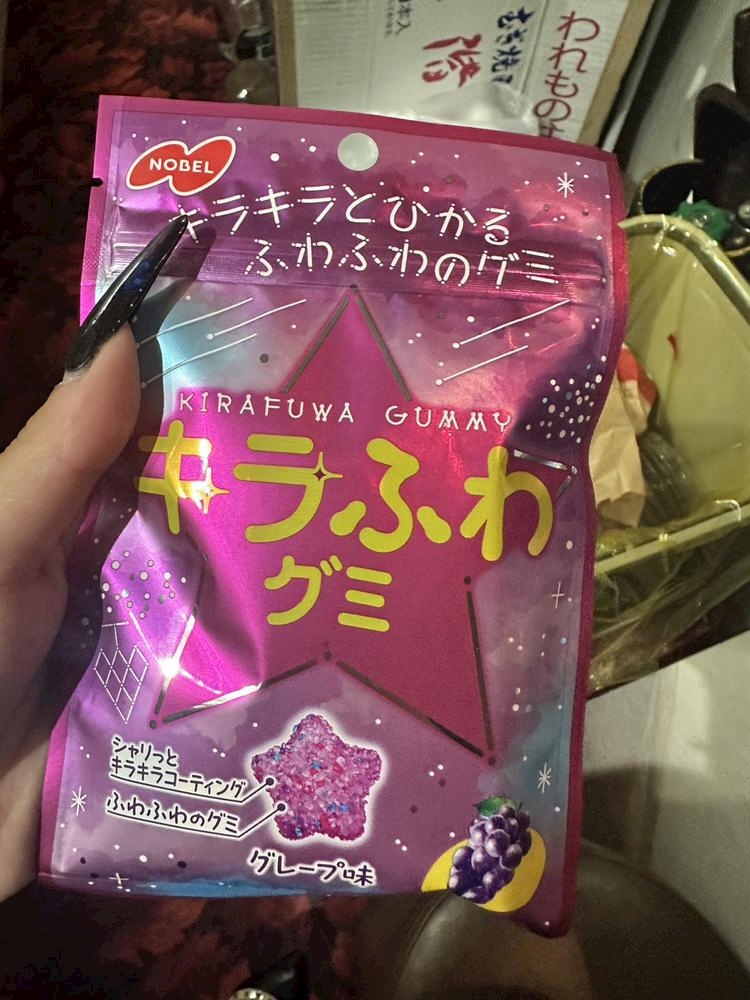 われもの
NOBEL
キラキラとひかる
ふわふわのグミ
KIRAFUWA GUMMY
キラふわ
グミ
シャリっと
キラキラコーティング
ふわふわのグミ
グレープ味